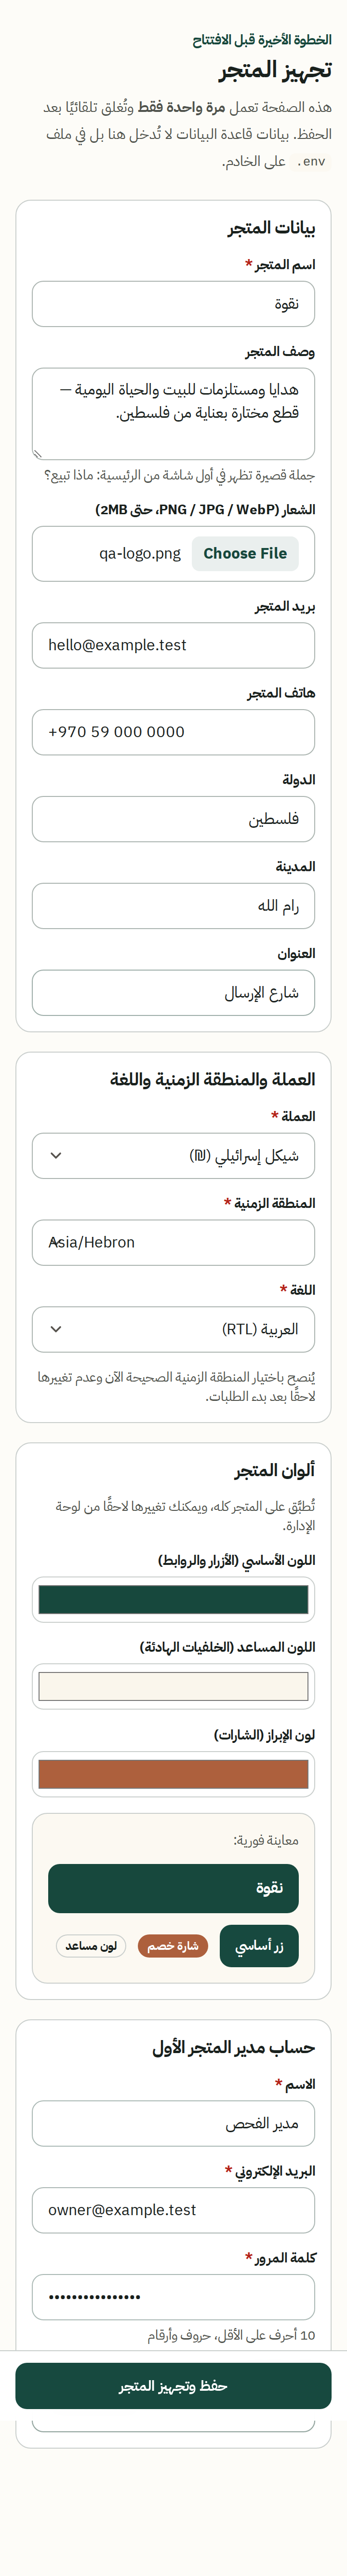 الخطوة الأخيرة قبل الافتتاح
تجهيز المتجر
هذه الصفحة تعمل مرة واحدة فقط وتُغلق تلقائيًا بعد
الحفظ. بيانات قاعدة البيانات لا تُدخل هنا بل في ملف
.env على الخادم.
بيانات المتجر
اسم المتجر *
نقوة
وصف المتجر
هدايا ومستلزمات للبيت والحياة اليومية —
قطع مختارة بعناية من فلسطين.
جملة قصيرة تظهر في أول شاشة من الرئيسية: ماذا تبيع؟
الشعار (PNG / JPG / WebP، حتى 2MB)
Choose File qa-logo.png
بريد المتجر
hello@example.test
هاتف المتجر
+970 59 000 0000
الدولة
فلسطين
المدينة
رام الله
العنوان
شارع الإرسال
العملة والمنطقة الزمنية واللغة
العملة *
شيكل إسرائيلي (₪)
المنطقة الزمنية *
Asia/Hebron
اللغة *
العربية (RTL)
يُنصح باختيار المنطقة الزمنية الصحيحة الآن وعدم تغييرها
لاحقًا بعد بدء الطلبات.
ألوان المتجر
تُطبَّق على المتجر كله، ويمكنك تغييرها لاحقًا من لوحة
الإدارة.
اللون الأساسي (الأزرار والروابط)
اللون المساعد (الخلفيات الهادئة)
لون الإبراز (الشارات)
معاينة فورية:
نقوة
زر أساسي شارة خصم لون مساعد
حساب مدير المتجر الأول
الاسم *
مدير الفحص
البريد الإلكتروني *
owner@example.test
كلمة المرور *
••••••••••••••••
10 أحرف على الأقل، حروف وأرقام
حفظ وتجهيز المتجر